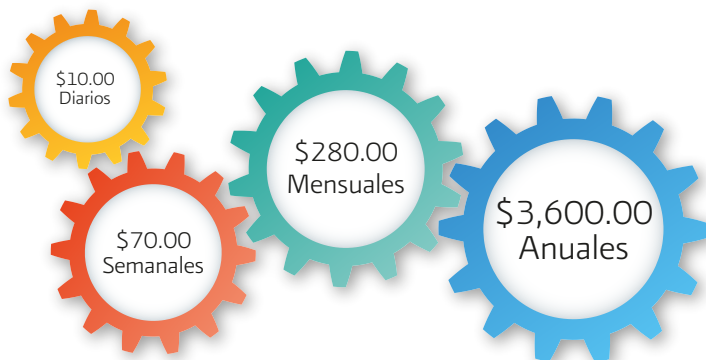 $10.00
Diarios
$70.00
Semanales
$280.00
Mensuales
$3,600.00
Anuales